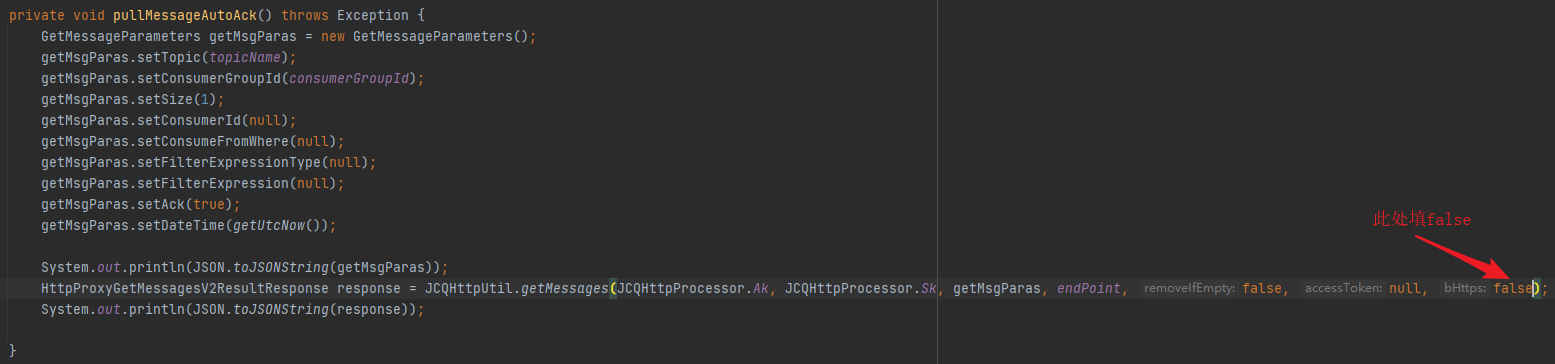 private void pullMessageAutoAck() throws Exception {
GetMessageParameters getMsgParas = new GetMessageParameters();
getMsgParas.setTopic(topicName);
getMsgParas.setConsumerGroupId(consumerGroupId);
getMsgParas.setSize(1);
getMsgParas.setConsumerId(null);
getMsgParas.setConsumeFromWhere(null);
getMsgParas.setFilterExpressionType(null);
getMsgParas.setFilterExpression(null);
getMsgParas.setAck(true);
getMsgParas.setDateTime(getUtcNow());
此处填false
System.out.println(JSON.toJSONString(getMsgParas));
HttpProxyGetMessagesV2ResultResponse response = JCQHttpUtil.getMessages(JCQHttpProcessor.Ak, JCQHttpProcessor.Sk, getMsgParas, endPoint, removeIfEmpty: false, accessToken: null, bHttps: false);
System.out.println(JSON.toJSONString(response));
}